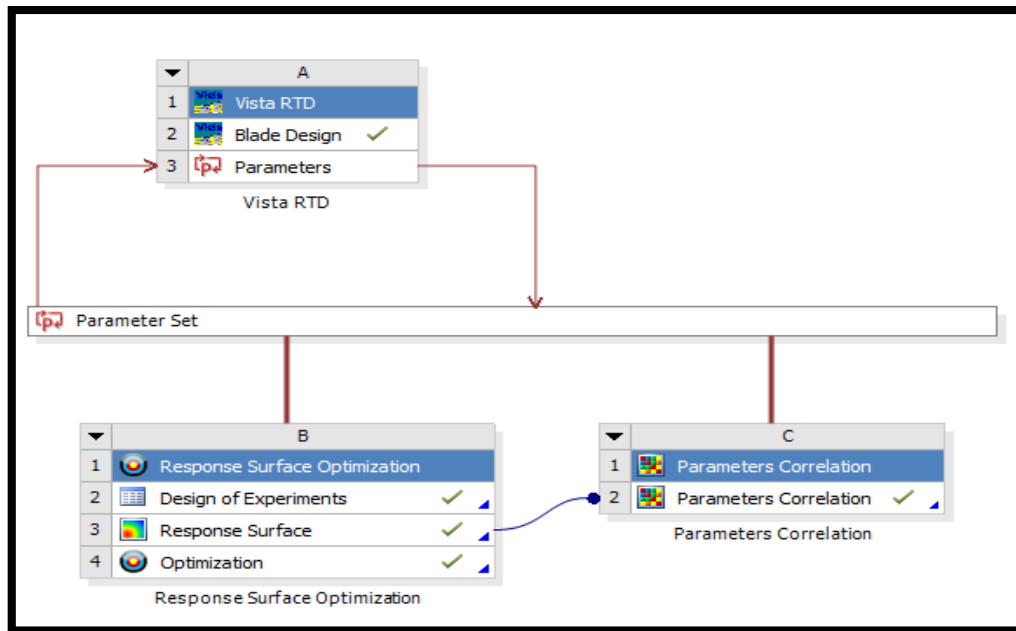 A
1 Vista RTD
2 Blade Design
3 Parameters
Vista RTD
Parameter Set
B
1 Response Surface Optimization
2 Design of Experiments
3 Response Surface
4 Optimization
Response Surface Optimization
C
1 Parameters Correlation
2 Parameters Correlation
Parameters Correlation